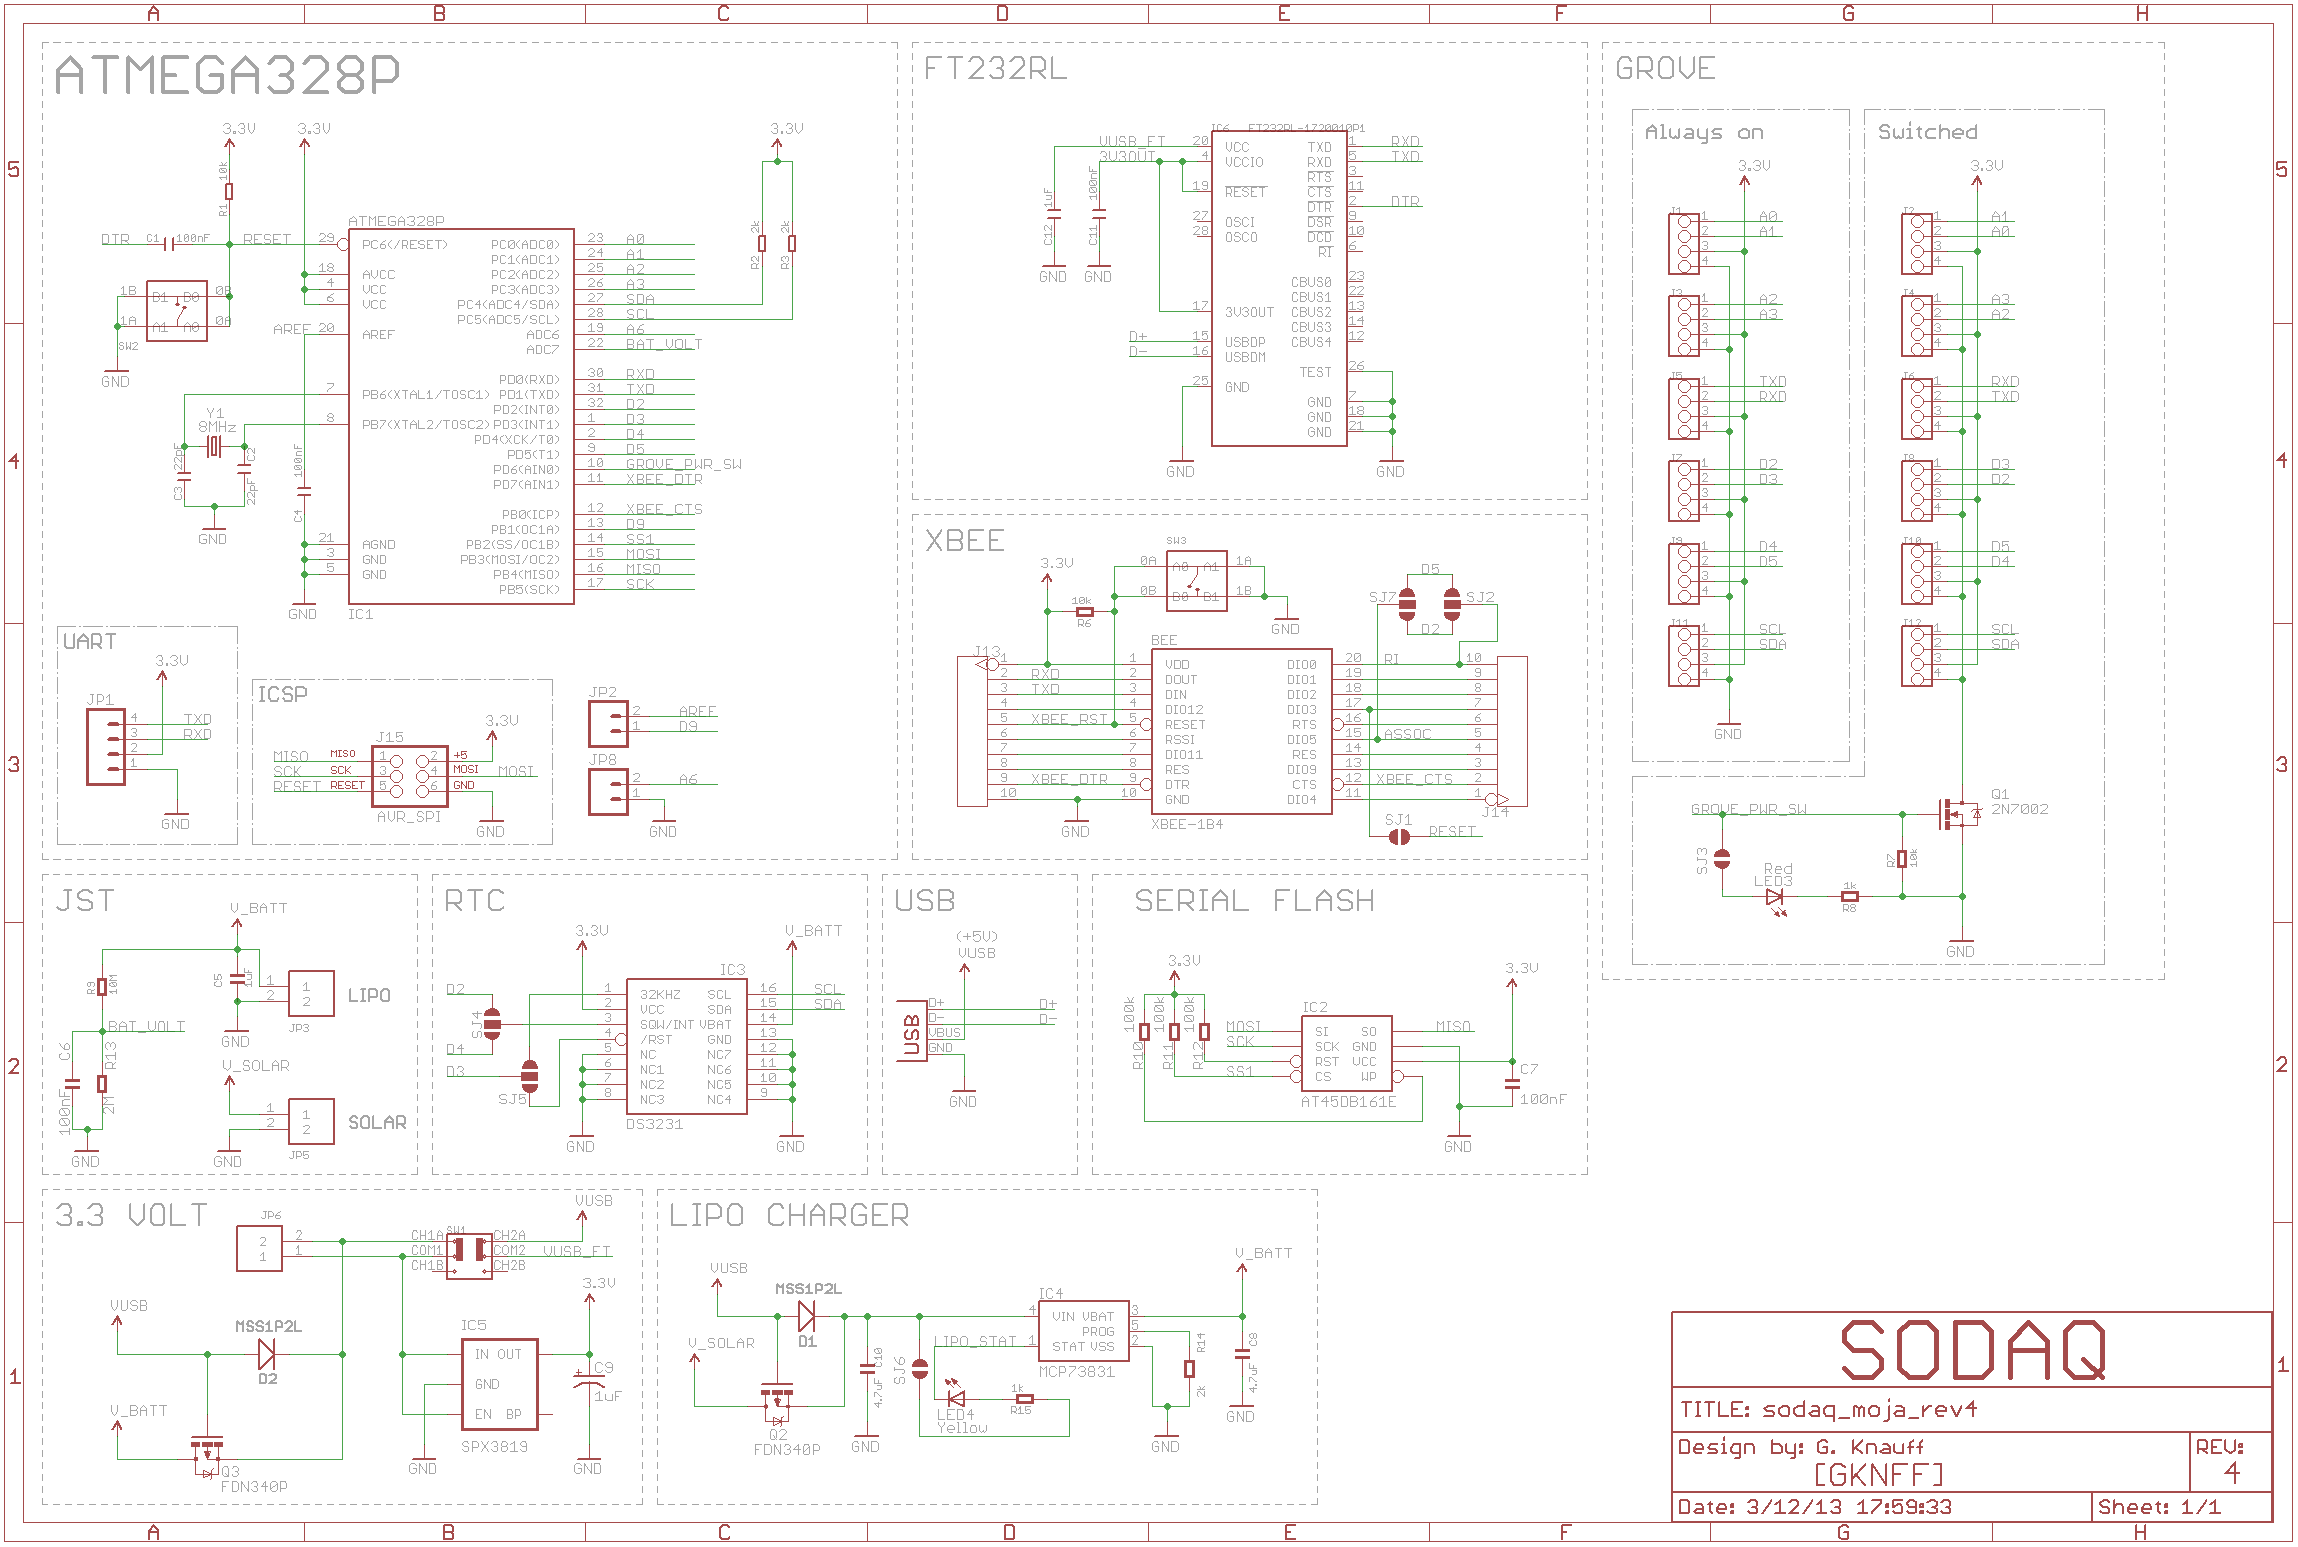 A B C D E F G H
5
4
3
2
1
ATMEGA328P
3.3V
3.3V
3.3V
10k
R1
DTR
C1
100nF
RESET
1B
B1
B0
0B
1A
A1
A0
0A
SW2
GND
ATMEGA328P
29 PC6(/RESET)
18 AVCC
4 VCC
6 VCC
AREF 20 AREF
7 PB6(XTAL1/TOSC1)
8 PB7(XTAL2/TOSC2)
21 AGND
3 GND
5 GND
PC0(ADC0) 23 A0
PC1(ADC1) 24 A1
PC2(ADC2) 25 A2
PC3(ADC3) 26 A3
PC4(ADC4/SDA) 27 SDA
PC5(ADC5/SCL) 28 SCL
ADC6 19 A6
ADC7 22 BAT_VOLT
PD0(RXD) 30 RXD
PD1(TXD) 31 TXD
PD2(INT0) 32 D2
PD3(INT1) 1 D3
PD4(XCK/T0) 2 D4
PD5(T1) 9 D5
PD6(AIN0) 10 GROVE_PWR_SW
PD7(AIN1) 11 XBEE_DTR
PB0(ICP) 12 XBEE_CTS
PB1(OC1A) 13 D9
PB2(SS/OC1B) 14 SS1
PB3(MOSI/OC2) 15 MOSI
PB4(MISO) 16 MISO
PB5(SCK) 17 SCK
IC1
R2
2k
R3
2k
Y1
8MHz
C3
22pF
C2
22pF
GND
C4
100nF
GND
UART
3.3V
JP1
4 TXD
3 RXD
2
1
GND
ICSP
3.3V
J15
MISO MISO 1 2 +5
SCK SCK 3 4 MOSI MOSI
RESET RESET 5 6 GND
AVR_SPI
GND
JP2
2 AREF
1 D9
JP8
2 A6
1
GND
FT232RL
IC6 FT232RL-1720010P1
VUSB_FT 20 VCC
3V3OUT 4 VCCIO
19 RESET
27 OSCI
28 OSCO
17 3V3OUT
D+ 15 USBDP
D- 16 USBDM
25 GND
TXD 1 RXD
RXD 5 TXD
RTS 3
CTS 11
DTR 2 DTR
DSR 9
DCD 10
RI 6
CBUS0 23
CBUS1 22
CBUS2 13
CBUS3 14
CBUS4 12
TEST 26
GND 7
GND 18
GND 21
C12
1uF
C11
100nF
GND
GND
GND
GND
XBEE
3.3V
SW3
0A A0 A1 1A
0B B0 B1 1B
GND
10k
R6
BEE
J13
1 1 VDD
2 RXD 2 DOUT
3 TXD 3 DIN
4 4 DIO12
5 XBEE_RST 5 RESET
6 6 RSSI
7 7 DIO11
8 8 RES
9 XBEE_DTR 9 DTR
10 10 GND
GND
DIO0 20 RI 10
DIO1 19 9
DIO2 18 8
DIO3 17 7
RTS 16 6
DIO5 15 ASSOC 5
RES 14 4
DIO9 13 3
CTS 12 XBEE_CTS 2
DIO4 11 1
J14
XBEE-1B4
D5
SJ7
SJ2
D2
SJ1
RESET
GROVE
Always on
3.3V
J1
1 A0
2 A1
3
4
J3
1 A2
2 A3
3
4
J5
1 TXD
2 RXD
3
4
J7
1 D2
2 D3
3
4
J9
1 D4
2 D5
3
4
J11
1 SCL
2 SDA
3
4
GND
Switched
3.3V
J2
1 A1
2 A0
3
4
J4
1 A3
2 A2
3
4
J6
1 RXD
2 TXD
3
4
J8
1 D3
2 D2
3
4
J10
1 D5
2 D4
3
4
J12
1 SCL
2 SDA
3
4
GROVE_PWR_SW
Q1
2N7002
SJ3
Red
LED3
1k
R8
R7
10k
GND
JST
V_BATT
R9
10M
C5
1uF
1 1
2 2
LIPO
JP3
GND
BAT_VOLT
C6
100nF
R13
2M
GND
V_SOLAR
1 1
2 2
SOLAR
JP5
GND
RTC
3.3V
V_BATT
IC3
D2
SJ4
D4
D3
SJ5
1 32KHZ
2 VCC
3 SQW/INT
4 /RST
5 NC
6 NC1
7 NC2
8 NC3
SCL 16 SCL
SDA 15 SDA
VBAT 14
GND 13
NC7 12
NC6 11
NC5 10
NC4 9
DS3231
GND
GND
USB
(+5V)
VUSB
USB
D+ D+
D- D-
VBUS
GND
GND
SERIAL FLASH
3.3V
3.3V
100k
R10
100k
R11
100k
R12
IC2
MOSI SI
SCK SCK
RST
SS1 CS
SO MISO
GND
VCC
WP
AT45DB161E
C7
100nF
GND
3.3 VOLT
JP6
2 2
1 1
SW1
CH1A CH2A
COM1 COM2
CH1B CH2B
VUSB
VUSB_FT
3.3V
VUSB
MSS1P2L
D2
V_BATT
Q3
FDN340P
IC5
IN OUT
GND
EN BP
SPX3819
C9
1uF
GND
GND
LIPO CHARGER
VUSB
MSS1P2L
D1
V_SOLAR
Q2
FDN340P
C10
4.7uF
GND
SJ6
LIPO_STAT
LED4
Yellow
1k
R15
IC4
4 VIN VBAT 3
PROG 5
1 STAT VSS 2
MCP73831
R14
2k
GND
V_BATT
C8
4.7uF
GND
SODAQ
TITLE: sodaq_moja_rev4
Design by: G. Knauff
[GKNFF]
REV:
4
Date: 3/12/13 17:59:33
Sheet: 1/1
A B C D E F G H
5
4
3
2
1